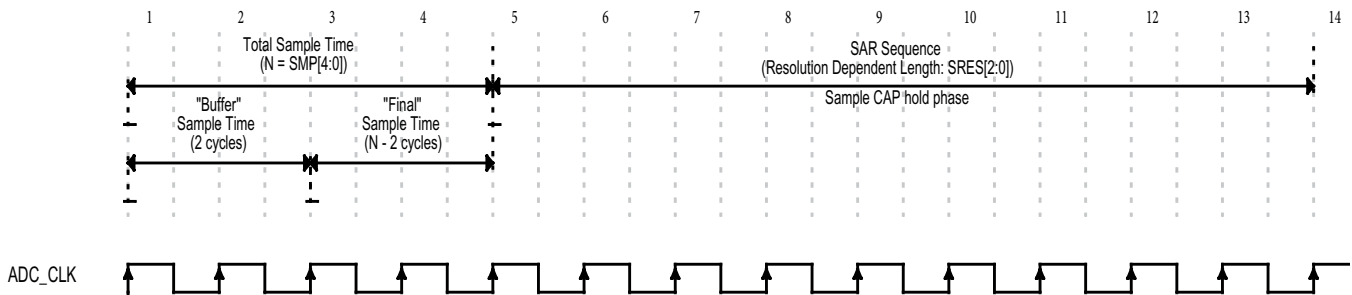 1 2 3 4 5 6 7 8 9 10 11 12 13 14
Total Sample Time
(N = SMP[4:0])
SAR Sequence
(Resolution Dependent Length: SRES[2:0])
Sample CAP hold phase
"Buffer"
Sample Time
(2 cycles)
"Final"
Sample Time
(N - 2 cycles)
ADC_CLK